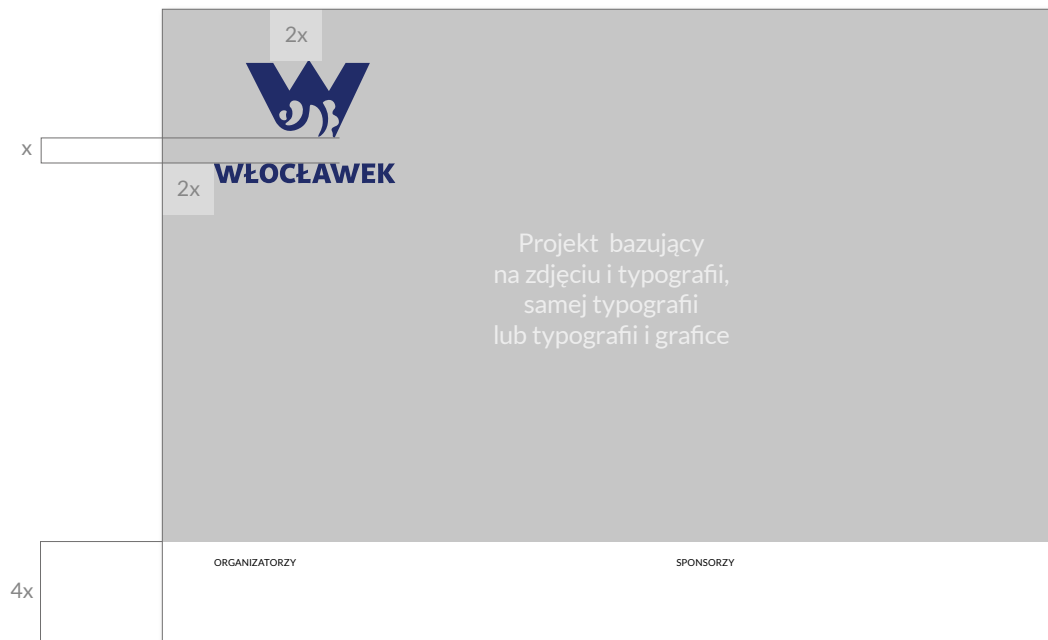 2x
x
WŁOCŁAWEK
2x
Projekt bazujący
na zdjęciu i typografii,
samej typografii
lub typografii i grafice
ORGANIZATORZY SPONSORZY
4x